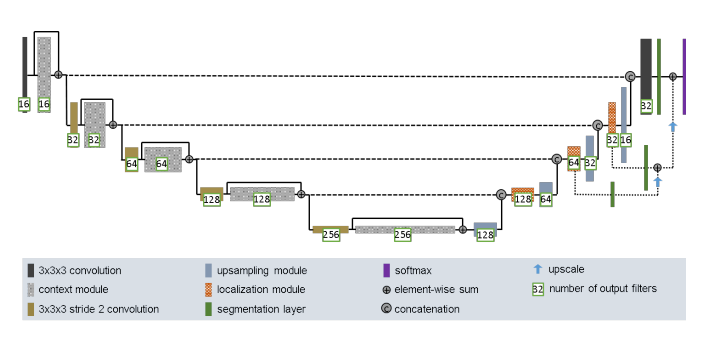 16 16 32
32 32 32 16
64 64 64 32
128 128 128 64
256 256 128
3x3x3 convolution upsampling module softmax upscale
context module localization module element-wise sum 32 number of output filters
3x3x3 stride 2 convolution segmentation layer C concatenation
C
C
C
C